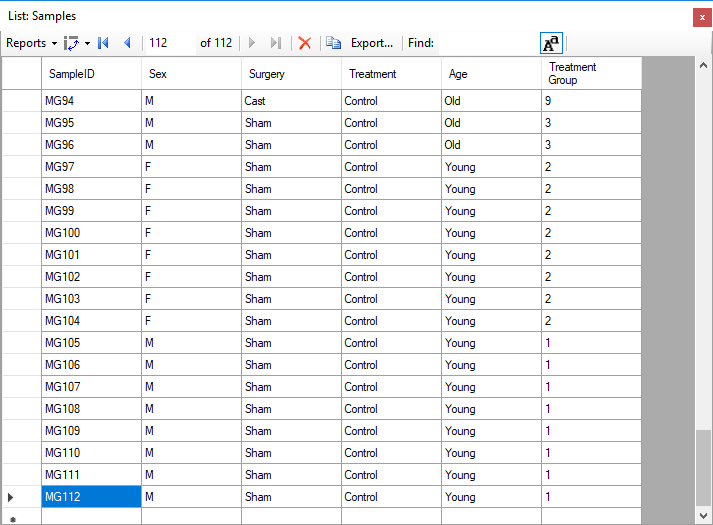 List: Samples x
Reports 112 of 112 Export... Find: Aa
SampleID Sex Surgery Treatment Age Treatment
Group
MG94 M Cast Control Old 9
MG95 M Sham Control Old 3
MG96 M Sham Control Old 3
MG97 F Sham Control Young 2
MG98 F Sham Control Young 2
MG99 F Sham Control Young 2
MG100 F Sham Control Young 2
MG101 F Sham Control Young 2
MG102 F Sham Control Young 2
MG103 F Sham Control Young 2
MG104 F Sham Control Young 2
MG105 M Sham Control Young 1
MG106 M Sham Control Young 1
MG107 M Sham Control Young 1
MG108 M Sham Control Young 1
MG109 M Sham Control Young 1
MG110 M Sham Control Young 1
MG111 M Sham Control Young 1
MG112 M Sham Control Young 1